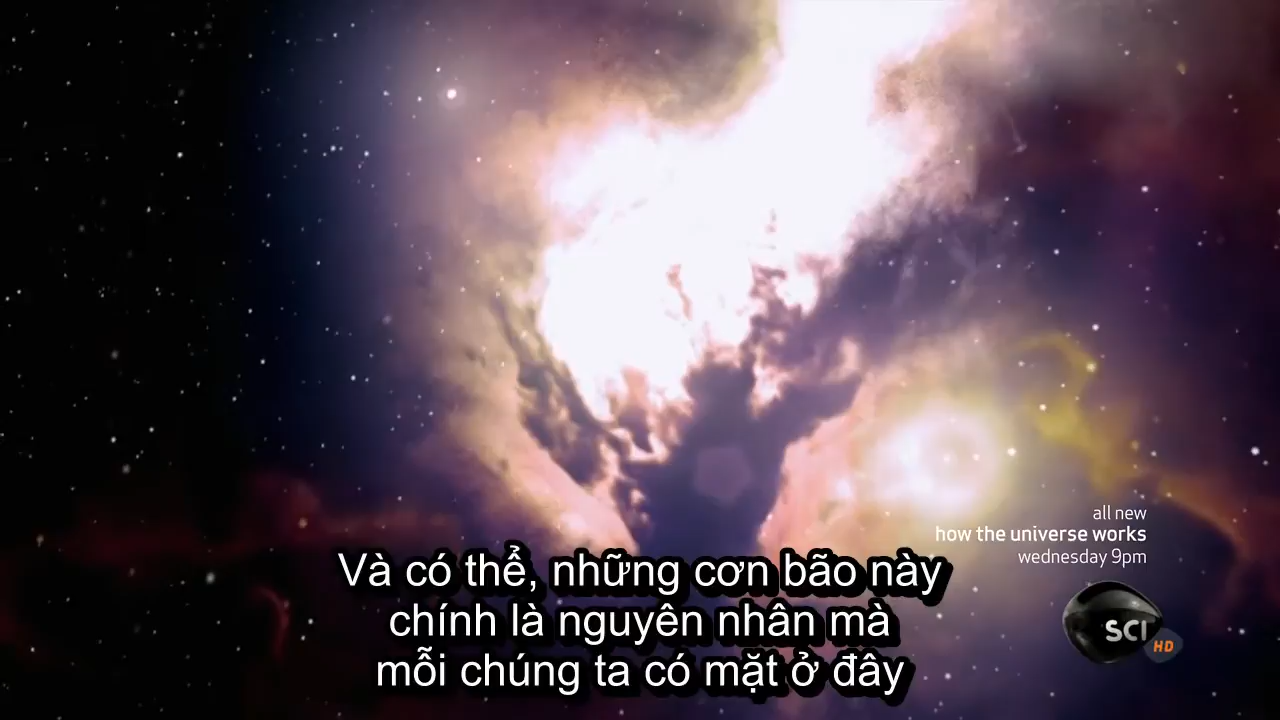 all new
how the universe works
wednesday 9pm
SCI
HD
Và có thể, những cơn bão này
chính là nguyên nhân mà
mỗi chúng ta có mặt ở đây